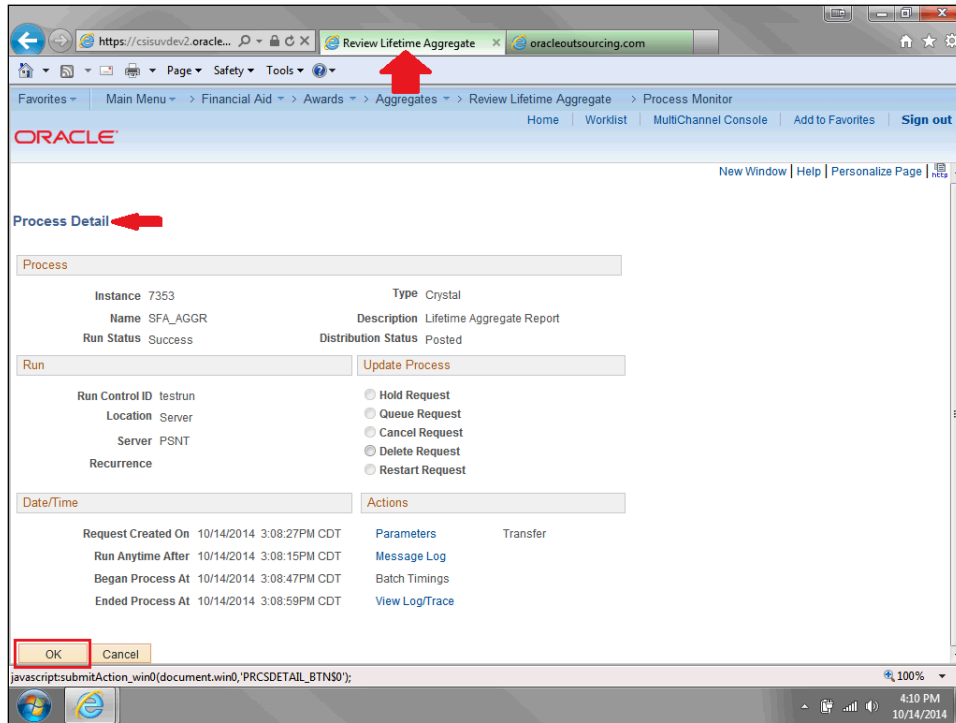 https://csisuvdev2.oracle...
Review Lifetime Aggregate
oracleoutsourcing.com
Page Safety Tools
Favorites Main Menu > Financial Aid > Awards > Aggregates > Review Lifetime Aggregate > Process Monitor
Home Worklist MultiChannel Console Add to Favorites Sign out
ORACLE
New Window | Help | Personalize Page | http
Process Detail
Process
Instance 7353 Type Crystal
Name SFA_AGGR Description Lifetime Aggregate Report
Run Status Success Distribution Status Posted
Run Update Process
Run Control ID testrun Hold Request
Location Server Queue Request
Server PSNT Cancel Request
Recurrence Delete Request
Restart Request
Date/Time Actions
Request Created On 10/14/2014 3:08:27PM CDT Parameters Transfer
Run Anytime After 10/14/2014 3:08:15PM CDT Message Log
Began Process At 10/14/2014 3:08:47PM CDT Batch Timings
Ended Process At 10/14/2014 3:08:59PM CDT View Log/Trace
OK Cancel
javascript:submitAction_win0(document.win0,'PRCSDETAIL_BTN$0'); 100%
4:10 PM
10/14/2014